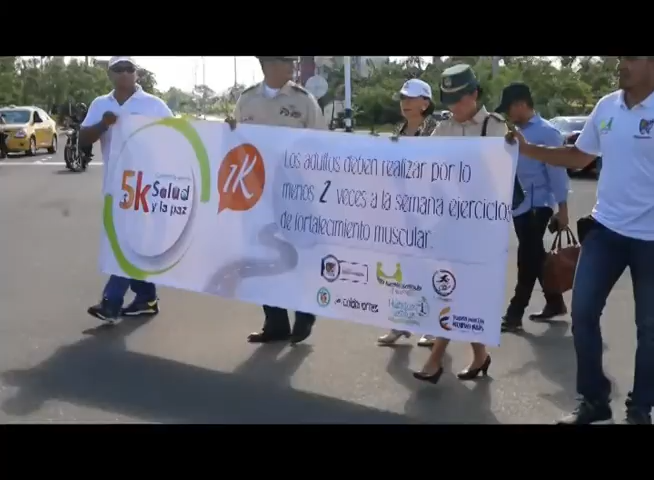 5k
Salud
y la paz
1K
Los adultos deben realizar por lo
menos 2 veces a la semana ejercicios
de fortalecimiento muscular.